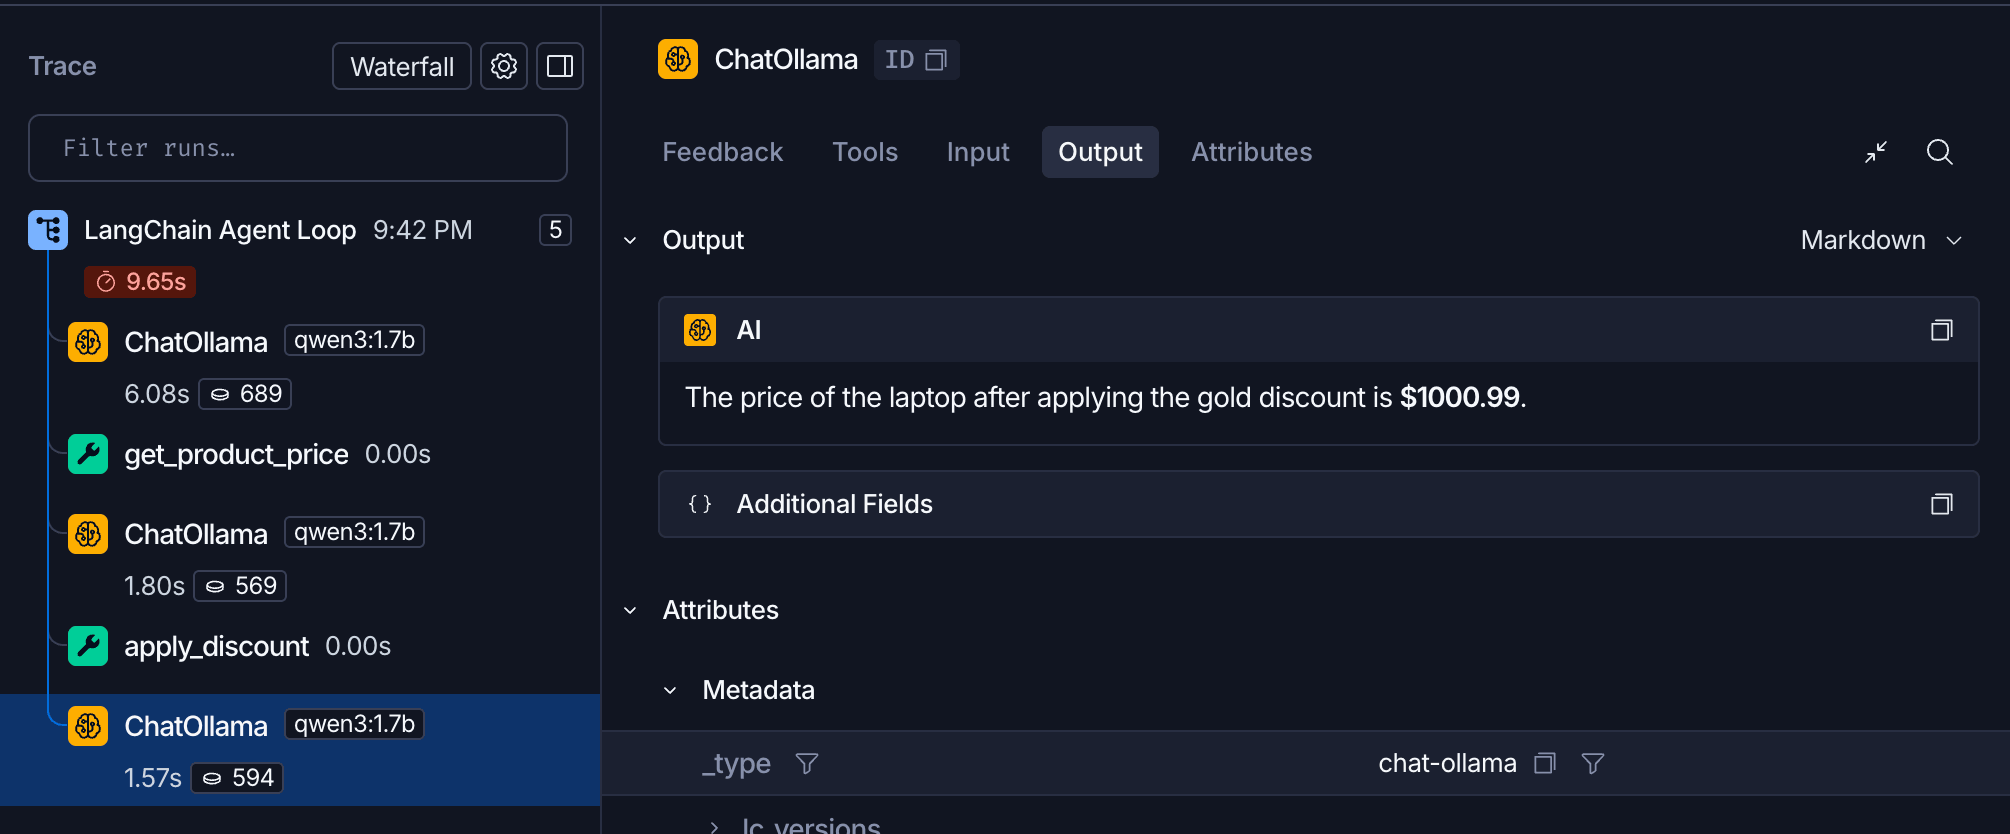 Trace
Waterfall
Filter runs…
LangChain Agent Loop 9:42 PM 5
9.65s
ChatOllama qwen3:1.7b
6.08s 689
get_product_price 0.00s
ChatOllama qwen3:1.7b
1.80s 569
apply_discount 0.00s
ChatOllama qwen3:1.7b
1.57s 594
ChatOllama ID
Feedback Tools Input Output Attributes
Output Markdown
AI
The price of the laptop after applying the gold discount is $1000.99.
{} Additional Fields
Attributes
Metadata
_type chat-ollama
lc_versions